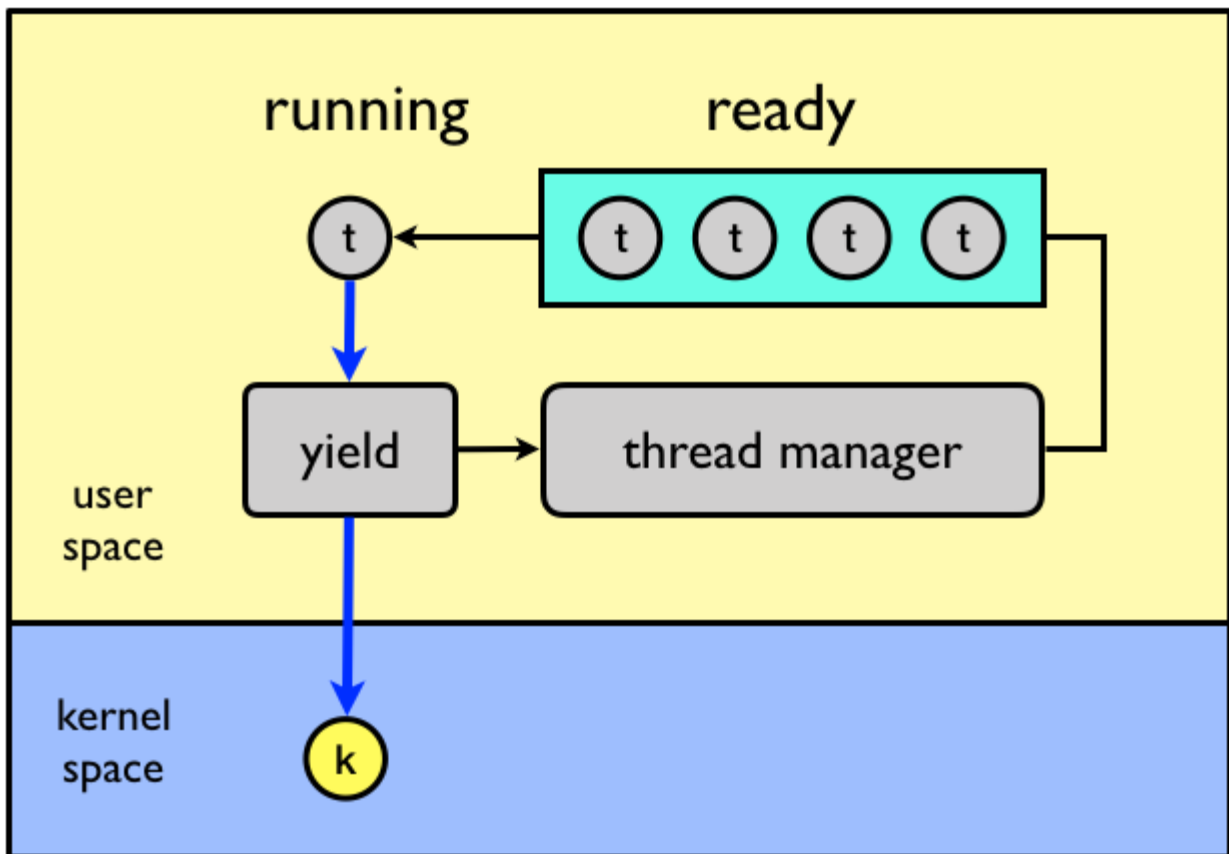 running
ready
t
t
t
t
t
yield
thread manager
user
space
kernel
space
k